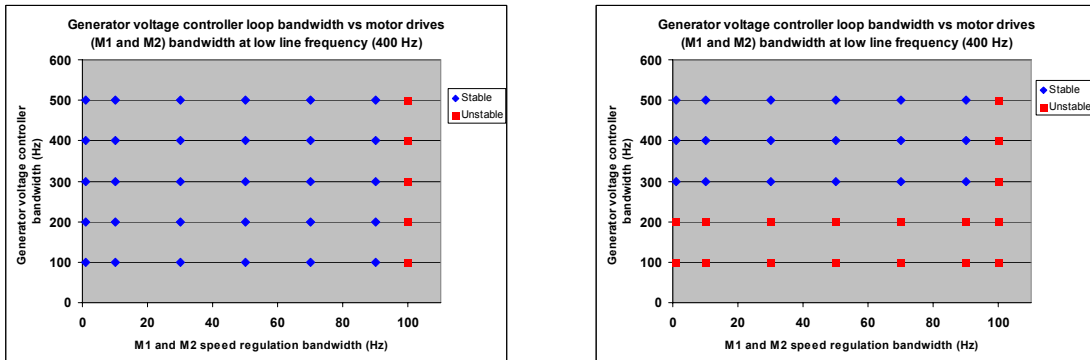 Generator voltage controller loop bandwidth vs motor drives
(M1 and M2) bandwidth at low line frequency (400 Hz)
Generator voltage controller
bandwidth (Hz)
600
500
400
300
200
100
0
0 20 40 60 80 100
M1 and M2 speed regulation bandwidth (Hz)
Stable
Unstable
Generator voltage controller loop bandwidth vs motor drives
(M1 and M2) bandwidth at low line frequency (400 Hz)
Generator voltage controller
bandwidth (Hz)
600
500
400
300
200
100
0
0 20 40 60 80 100
M1 and M2 speed regulation bandwidth (Hz)
Stable
Unstable